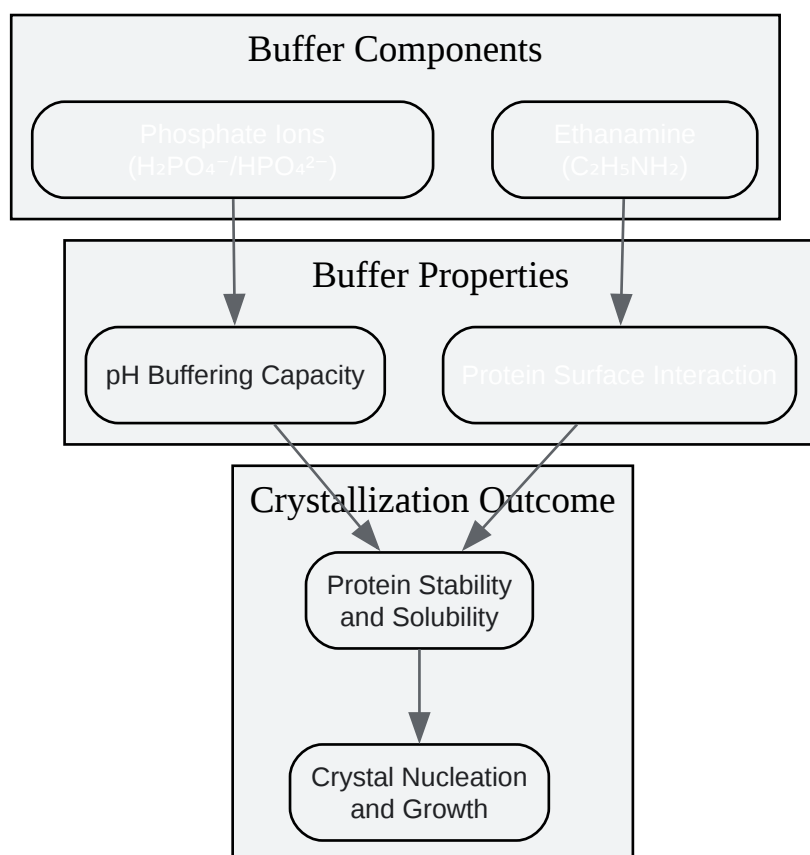 Buffer Components
Phosphate Ions
(H₂PO₄⁻/HPO₄²⁻)
Ethanamine
(C₂H₅NH₂)
Buffer Properties
pH Buffering Capacity
Protein Surface Interaction
Crystallization Outcome
Protein Stability
and Solubility
Crystal Nucleation
and Growth